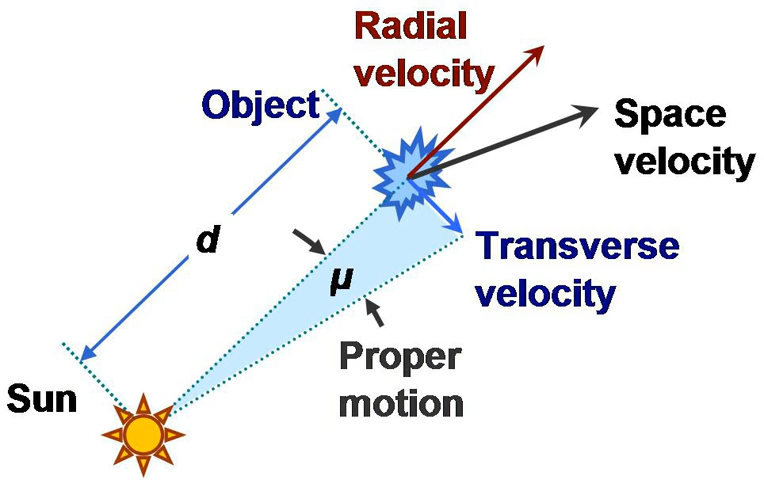 Radial
velocity
Object
Space
velocity
d
μ
Transverse
velocity
Proper
motion
Sun